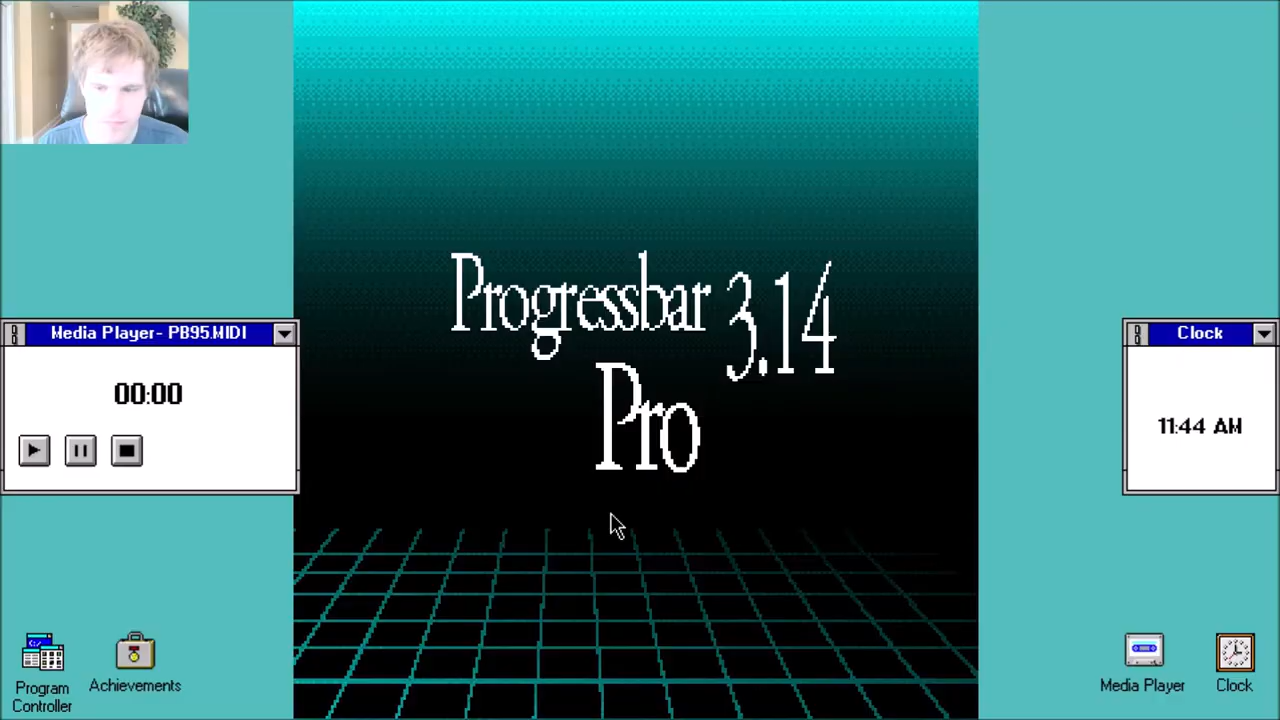 Progressbar 3.14
Pro
Media Player- PB95.MIDI
00:00
Clock
11:44 AM
Program
Controller
Achievements
Media Player
Clock